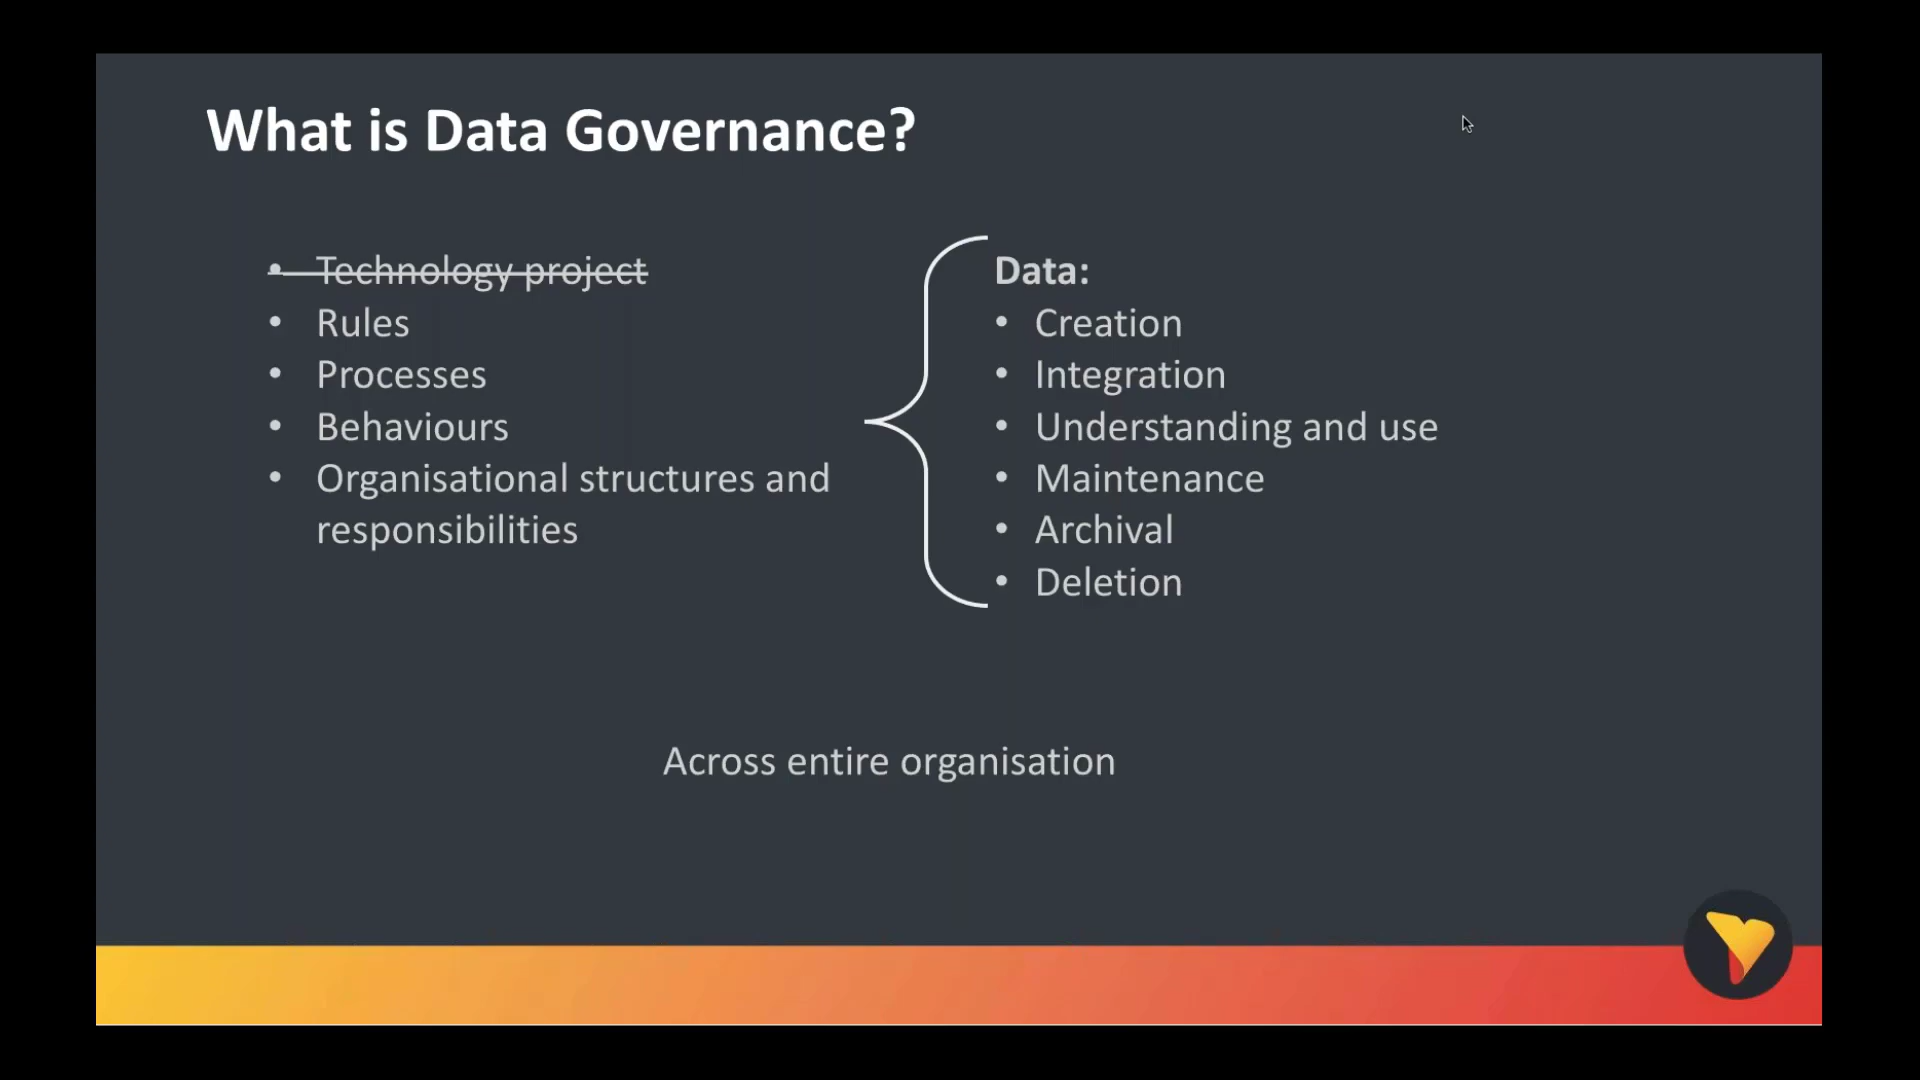 What is Data Governance?
• Technology project
• Rules
• Processes
• Behaviours
• Organisational structures and
responsibilities
Data:
• Creation
• Integration
• Understanding and use
• Maintenance
• Archival
• Deletion
Across entire organisation